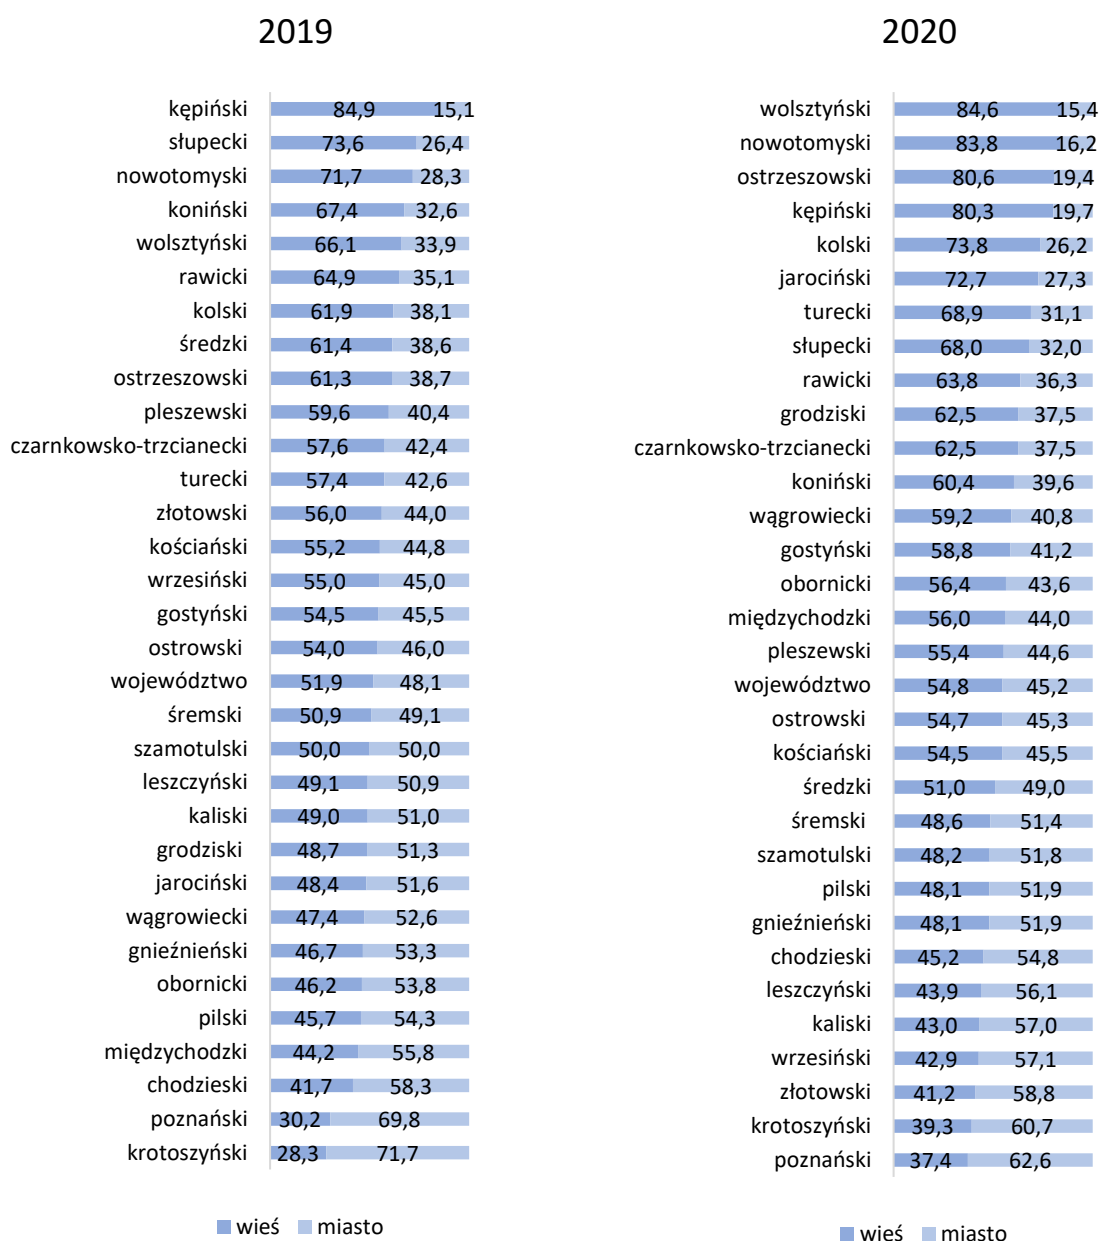 2019
kępiński 84,9 15,1
słupecki 73,6 26,4
nowotomyski 71,7 28,3
koniński 67,4 32,6
wolsztyński 66,1 33,9
rawicki 64,9 35,1
kolski 61,9 38,1
średzki 61,4 38,6
ostrzeszowski 61,3 38,7
pleszewski 59,6 40,4
czarnkowsko-trzcianecki 57,6 42,4
turecki 57,4 42,6
złotowski 56,0 44,0
kościański 55,2 44,8
wrzesiński 55,0 45,0
gostyński 54,5 45,5
ostrowski 54,0 46,0
województwo 51,9 48,1
śremski 50,9 49,1
szamotulski 50,0 50,0
leszczyński 49,1 50,9
kaliski 49,0 51,0
grodziski 48,7 51,3
jarociński 48,4 51,6
wągrowiecki 47,4 52,6
gnieźnieński 46,7 53,3
obornicki 46,2 53,8
pilski 45,7 54,3
międzychodzki 44,2 55,8
chodzieski 41,7 58,3
poznański 30,2 69,8
krotoszyński 28,3 71,7
wieś miasto
2020
wolsztyński 84,6 15,4
nowotomyski 83,8 16,2
ostrzeszowski 80,6 19,4
kępiński 80,3 19,7
kolski 73,8 26,2
jarociński 72,7 27,3
turecki 68,9 31,1
słupecki 68,0 32,0
rawicki 63,8 36,3
grodziski 62,5 37,5
czarnkowsko-trzcianecki 62,5 37,5
koniński 60,4 39,6
wągrowiecki 59,2 40,8
gostyński 58,8 41,2
obornicki 56,4 43,6
międzychodzki 56,0 44,0
pleszewski 55,4 44,6
województwo 54,8 45,2
ostrowski 54,7 45,3
kościański 54,5 45,5
średzki 51,0 49,0
śremski 48,6 51,4
szamotulski 48,2 51,8
pilski 48,1 51,9
gnieźnieński 48,1 51,9
chodzieski 45,2 54,8
leszczyński 43,9 56,1
kaliski 43,0 57,0
wrzesiński 42,9 57,1
złotowski 41,2 58,8
krotoszyński 39,3 60,7
poznański 37,4 62,6
wieś miasto